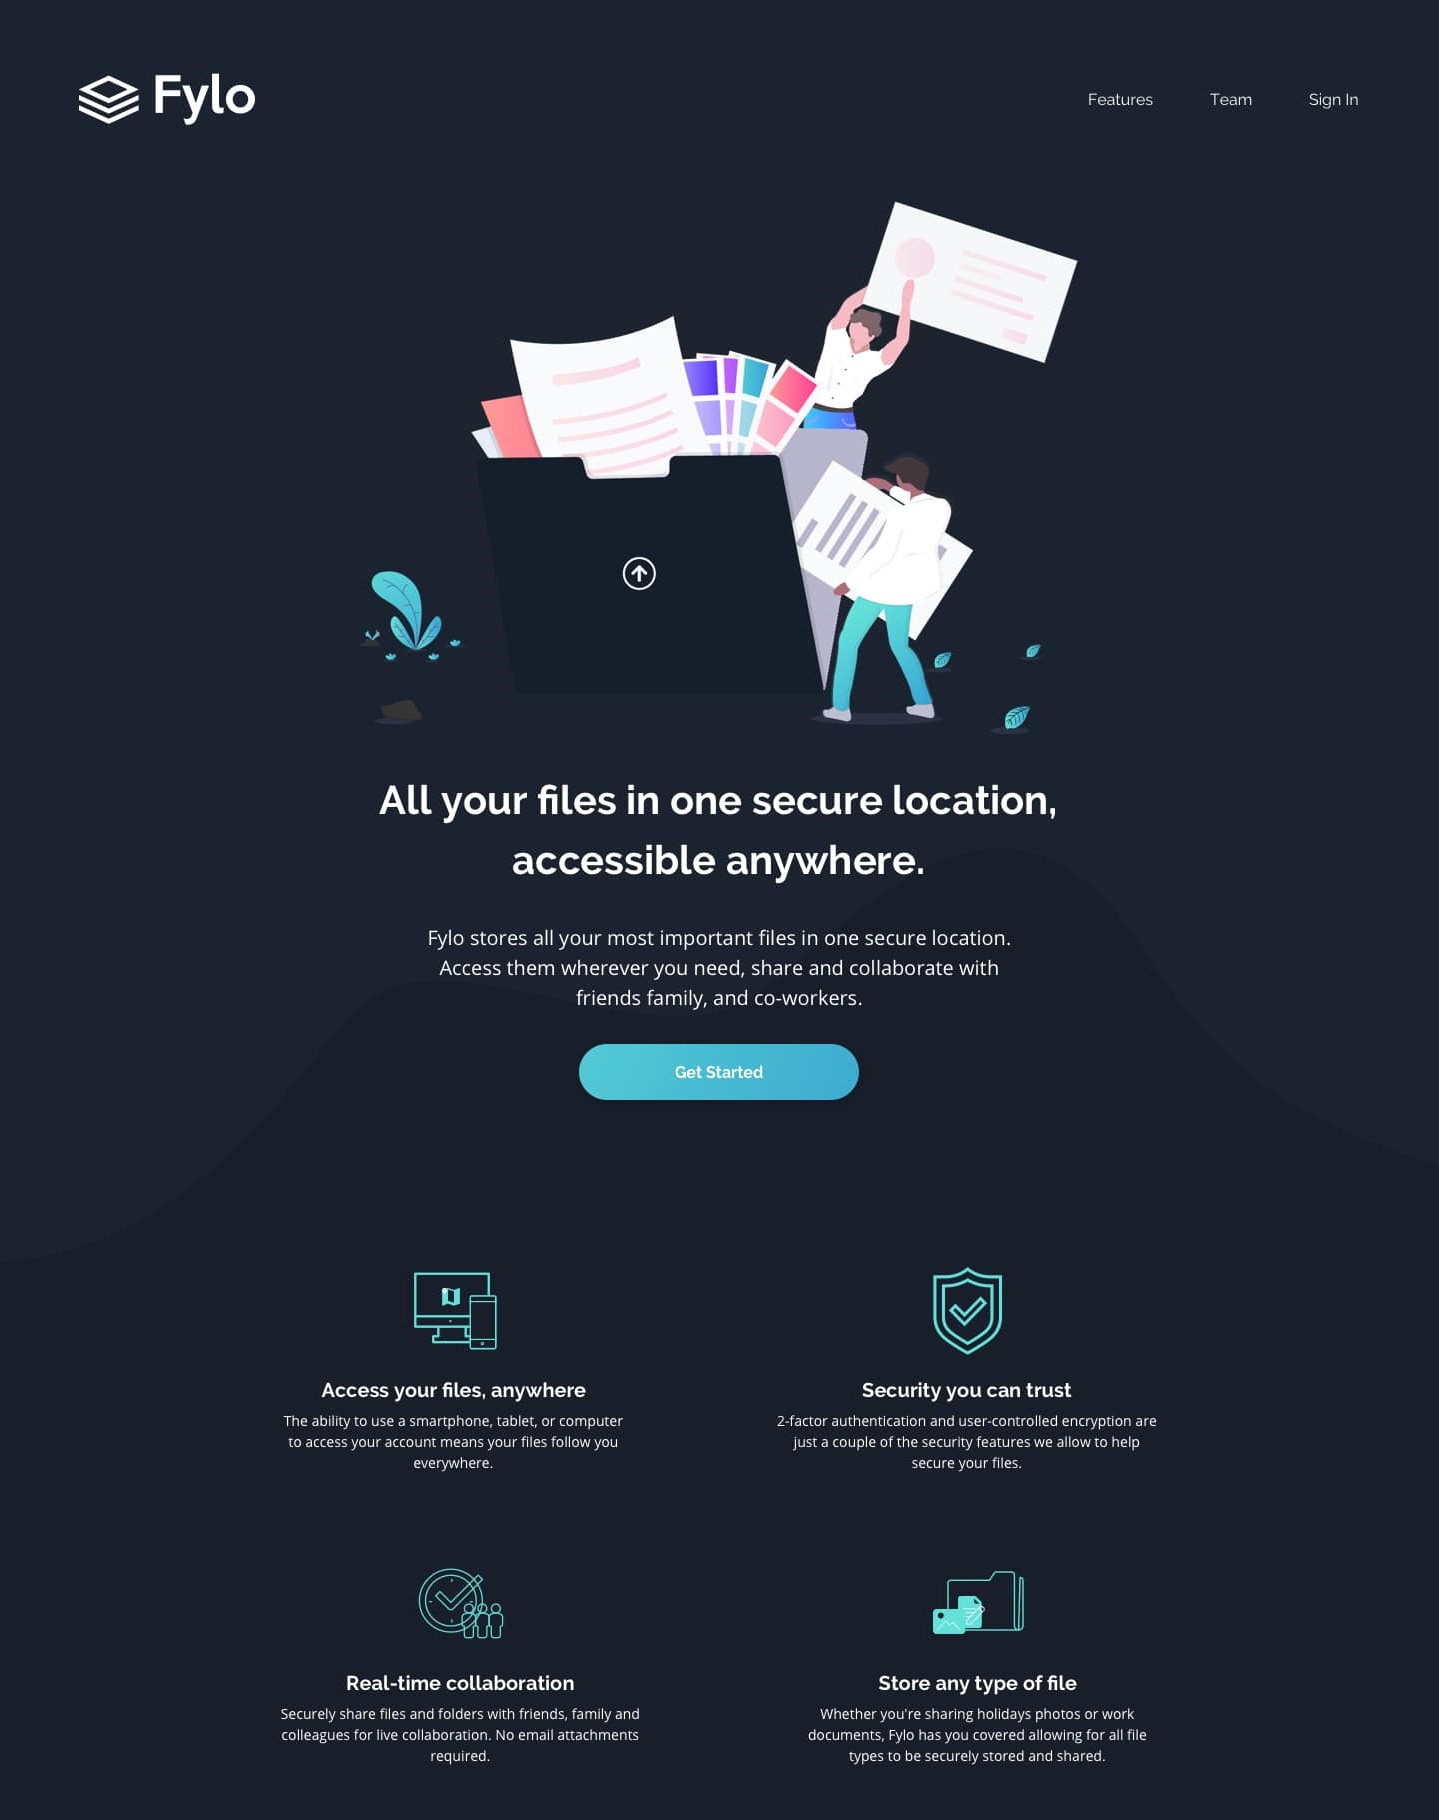 Fylo
Features
Team
Sign In
All your files in one secure location,
accessible anywhere.
Fylo stores all your most important files in one secure location.
Access them wherever you need, share and collaborate with
friends family, and co-workers.
Get Started
Access your files, anywhere
The ability to use a smartphone, tablet, or computer
to access your account means your files follow you
everywhere.
Security you can trust
2-factor authentication and user-controlled encryption are
just a couple of the security features we allow to help
secure your files.
Real-time collaboration
Securely share files and folders with friends, family and
colleagues for live collaboration. No email attachments
required.
Store any type of file
Whether you're sharing holidays photos or work
documents, Fylo has you covered allowing for all file
types to be securely stored and shared.